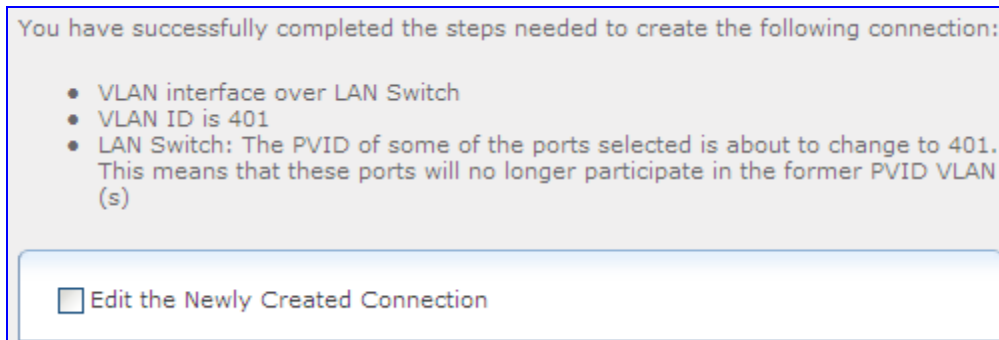 You have successfully completed the steps needed to create the following connection:
• VLAN interface over LAN Switch
• VLAN ID is 401
• LAN Switch: The PVID of some of the ports selected is about to change to 401.
This means that these ports will no longer participate in the former PVID VLAN
(s)
Edit the Newly Created Connection